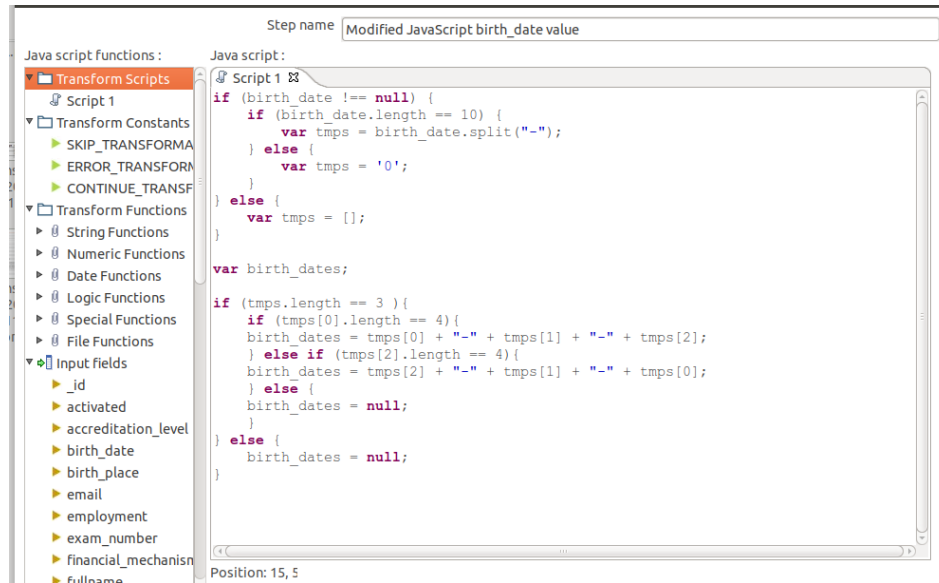 Step name Modified JavaScript birth_date value
Java script functions :
Transform Scripts
Script 1
Transform Constants
SKIP_TRANSFORMA
ERROR_TRANSFORN
CONTINUE_TRANSF
Transform Functions
String Functions
Numeric Functions
Date Functions
Logic Functions
Special Functions
File Functions
Input fields
_id
activated
accreditation_level
birth_date
birth_place
email
employment
exam_number
financial_mechanisn
fullname
Java script :
Script 1
if (birth_date !== null) {
    if (birth_date.length == 10) {
        var tmps = birth_date.split("-");
    } else {
        var tmps = '0';
    }
} else {
    var tmps = [];
}

var birth_dates;

if (tmps.length == 3 ){
    if (tmps[0].length == 4){
    birth_dates = tmps[0] + "-" + tmps[1] + "-" + tmps[2];
    } else if (tmps[2].length == 4){
    birth_dates = tmps[2] + "-" + tmps[1] + "-" + tmps[0];
    } else {
    birth_dates = null;
    }
} else {
    birth_dates = null;
}
Position: 15, 5